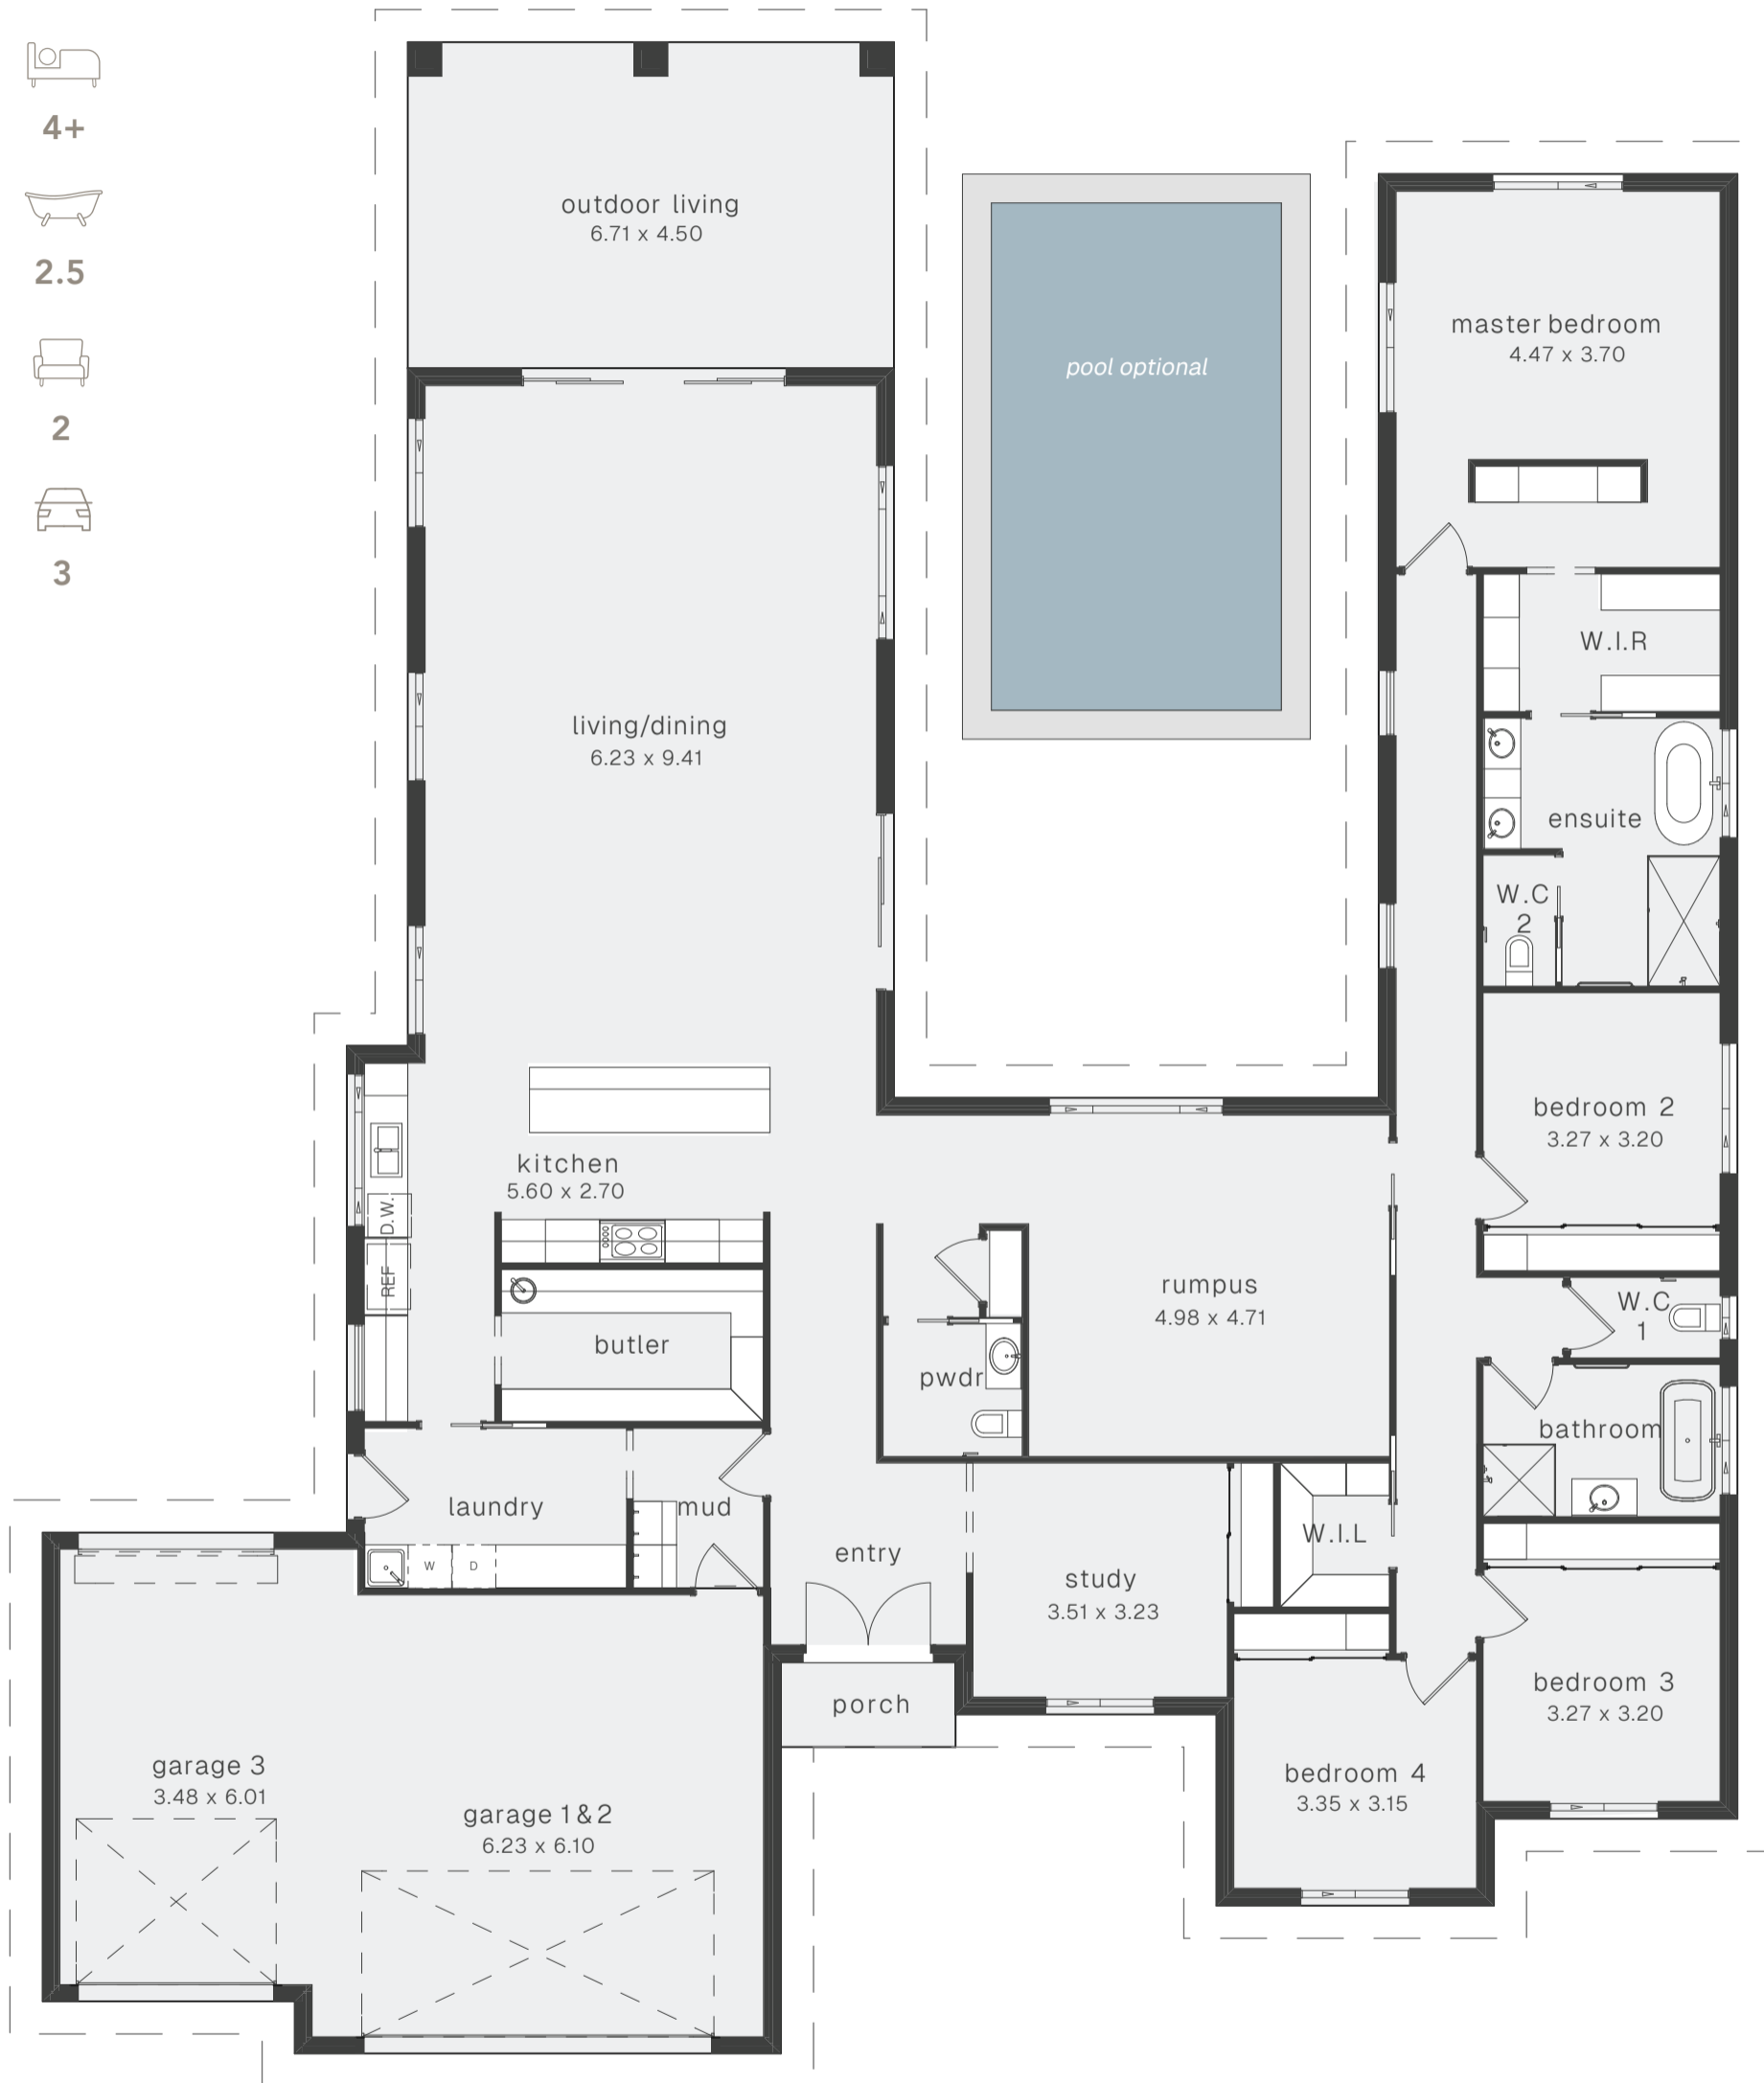 4+
2.5
2
3
outdoor living
6.71 x 4.50
pool optional
master bedroom
4.47 x 3.70
W.I.R
living/dining
6.23 x 9.41
ensuite
W.C
2
bedroom 2
3.27 x 3.20
kitchen
5.60 x 2.70
D.W.
REF
rumpus
4.98 x 4.71
W.C
1
butler
pwdr
bathroom
laundry
mud
W
D
entry
W.I.L
study
3.51 x 3.23
porch
bedroom 3
3.27 x 3.20
garage 3
3.48 x 6.01
bedroom 4
3.35 x 3.15
garage 1&2
6.23 x 6.10